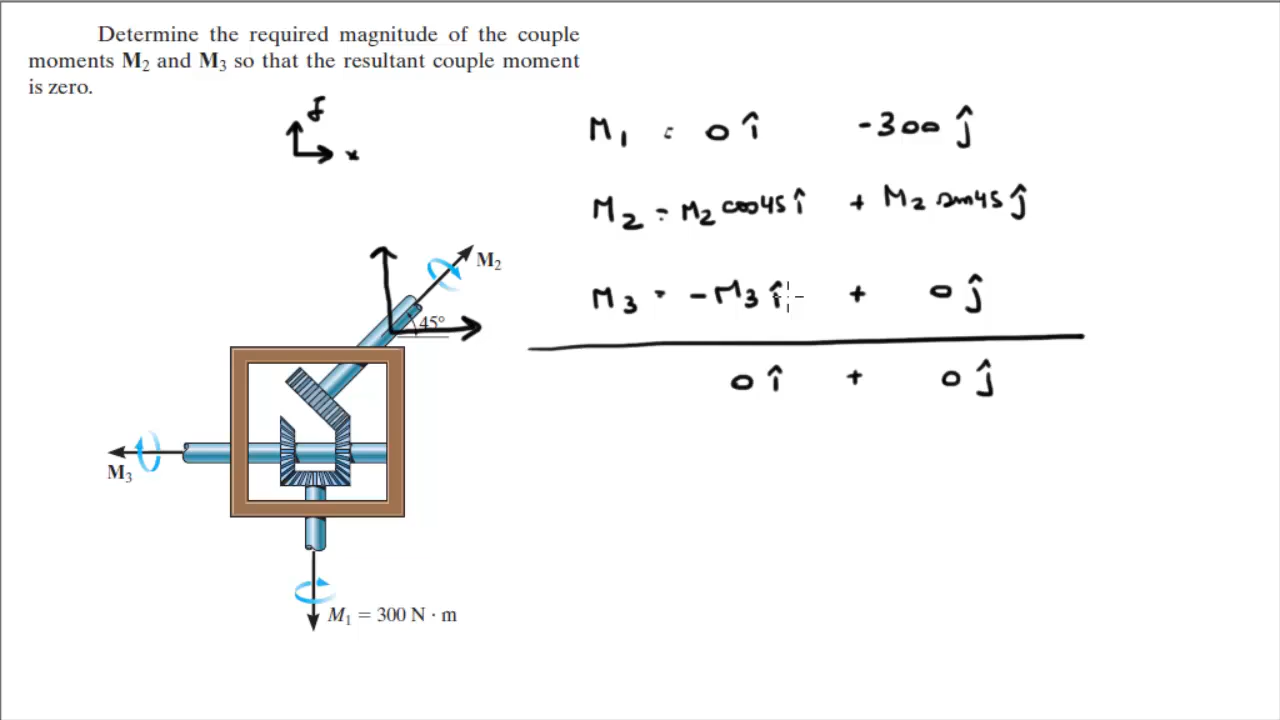 Determine the required magnitude of the couple
moments M₂ and M₃ so that the resultant couple moment
is zero.
y
x
M₁ = 0 î -300 ĵ
M₂ = M₂ cos45 î + M₂ sin45 ĵ
M₃ = -M₃ î + 0 ĵ
0 î + 0 ĵ
M₂
45°
M₃
M₁ = 300 N · m